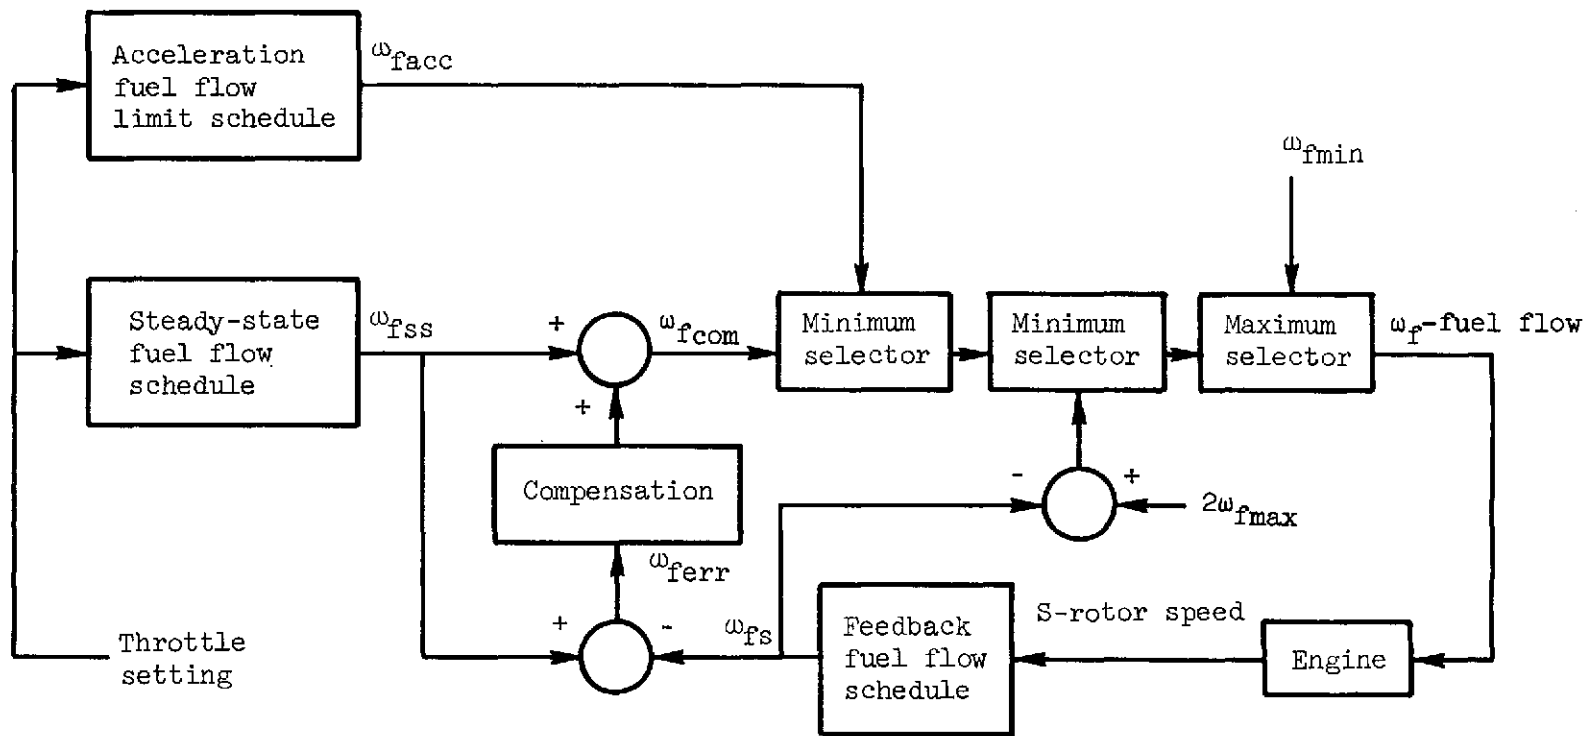 Acceleration
fuel flow
limit schedule
ωfacc
ωfmin
Steady-state
fuel flow
schedule
ωfss
+
+
ωfcom
Minimum
selector
Minimum
selector
Maximum
selector
ωf-fuel flow
Compensation
-
+
2ωfmax
ωferr
+
-
ωfs
Feedback
fuel flow
schedule
S-rotor speed
Engine
Throttle
setting